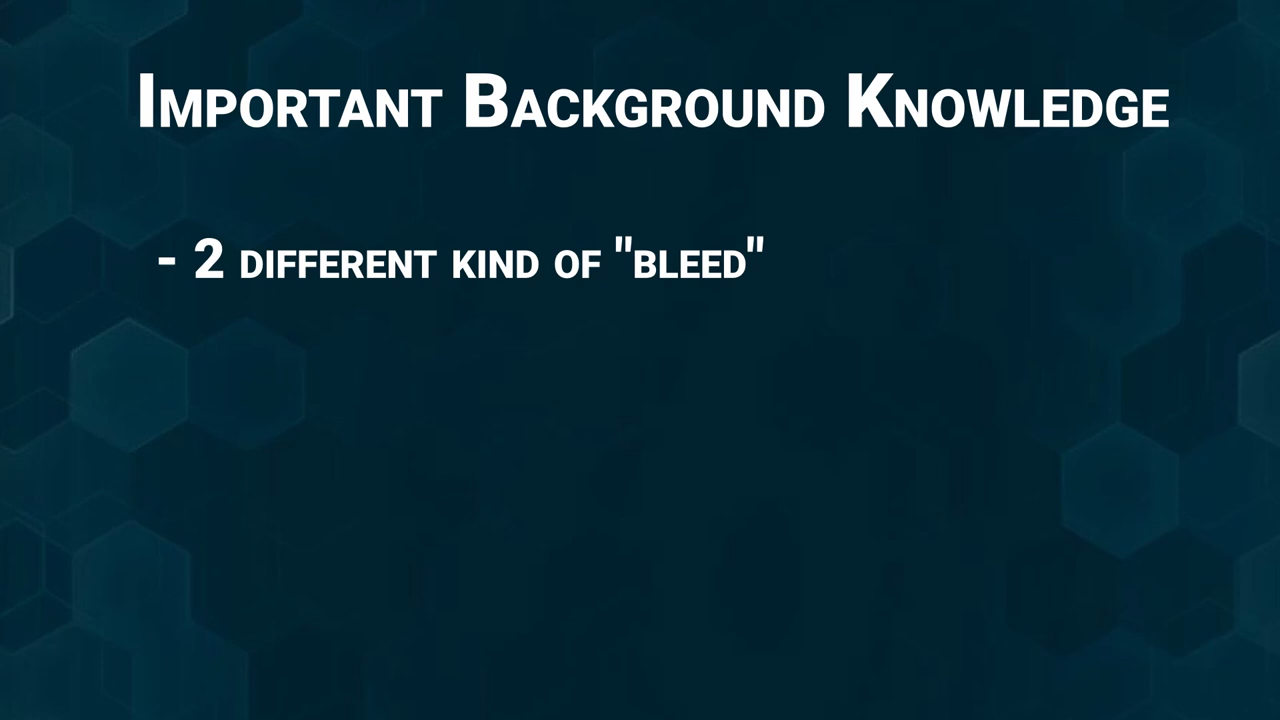 Important Background Knowledge
- 2 different kind of "bleed"